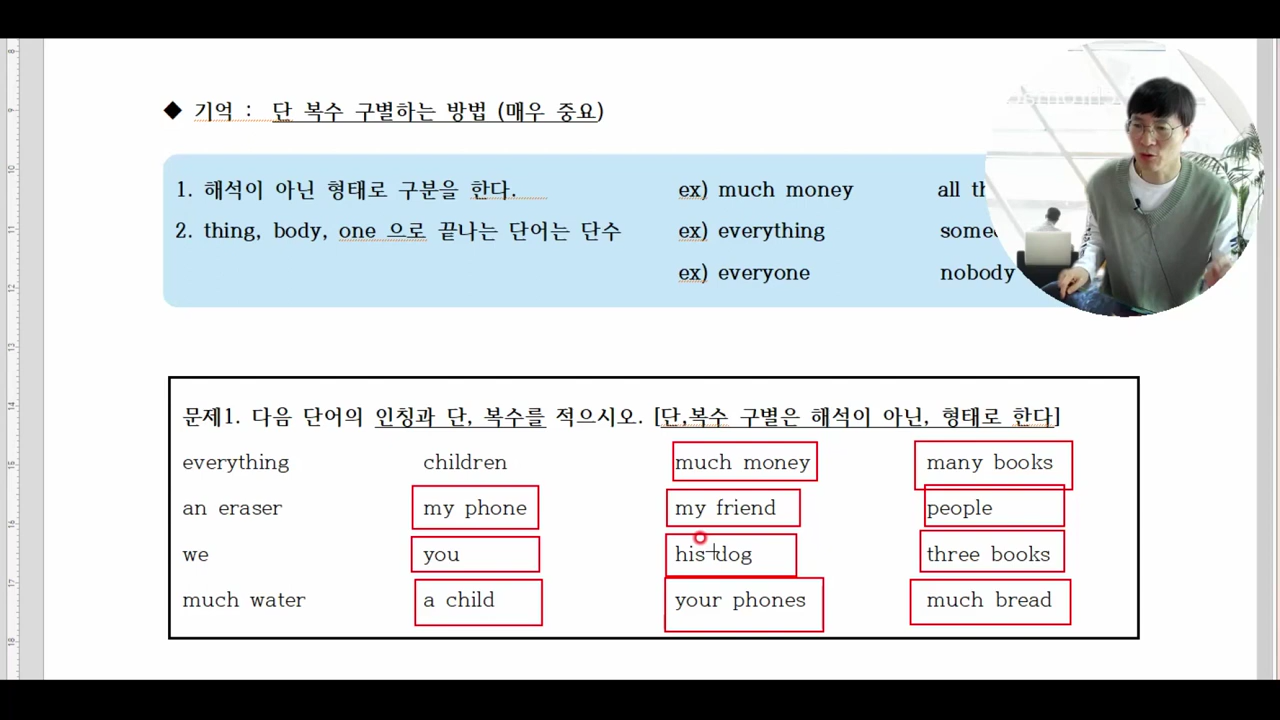 ◆ 기억 : 단 복수 구별하는 방법 (매우 중요)
1. 해석이 아닌 형태로 구분을 한다. ex) much money all
2. thing, body, one 으로 끝나는 단어는 단수 ex) everything
ex) everyone nobody
문제1. 다음 단어의 인칭과 단, 복수를 적으시오. [단,복수 구별은 해석이 아닌, 형태로 한다]
everything children much money many books
an eraser my phone my friend people
we you his dog three books
much water a child your phones much bread